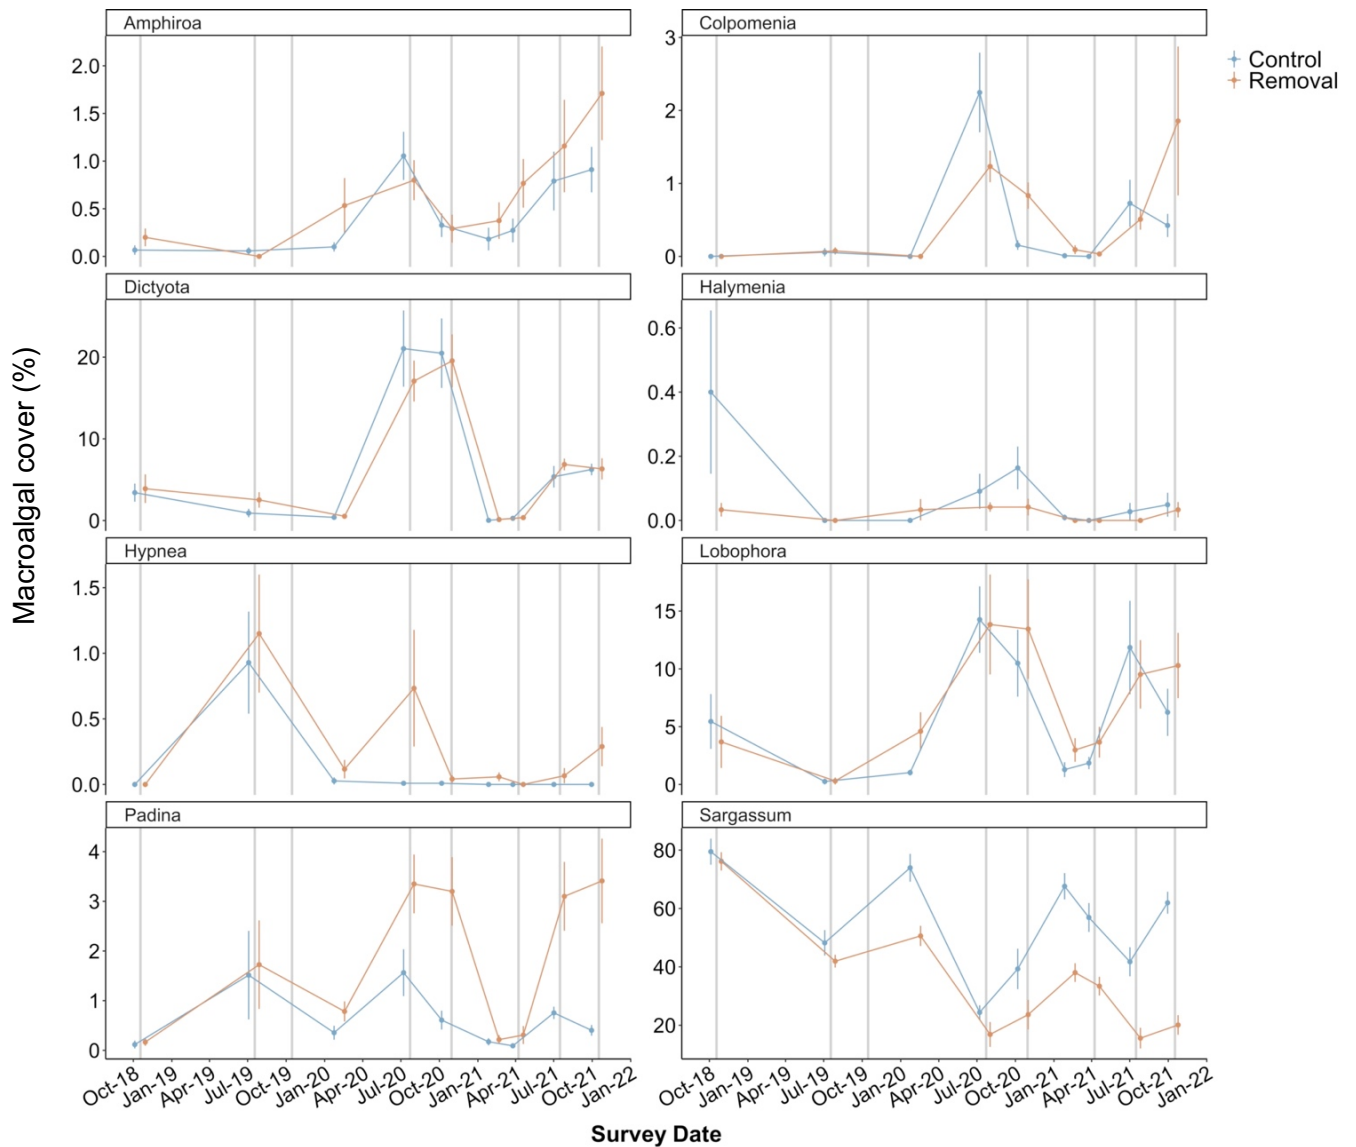 Amphiroa
Colpomenia
Control
Removal
2.0
1.5
1.0
0.5
0.0
3
2
1
0
Dictyota
Halymenia
20
10
0
0.6
0.4
0.2
0.0
Macroalgal cover (%)
Hypnea
Lobophora
1.5
1.0
0.5
0.0
15
10
5
0
Padina
Sargassum
4
3
2
1
0
80
60
40
20
Oct-18 Jan-19 Apr-19 Jul-19 Oct-19 Jan-20 Apr-20 Jul-20 Oct-20 Jan-21 Apr-21 Jul-21 Oct-21 Jan-22
Oct-18 Jan-19 Apr-19 Jul-19 Oct-19 Jan-20 Apr-20 Jul-20 Oct-20 Jan-21 Apr-21 Jul-21 Oct-21 Jan-22
Survey Date